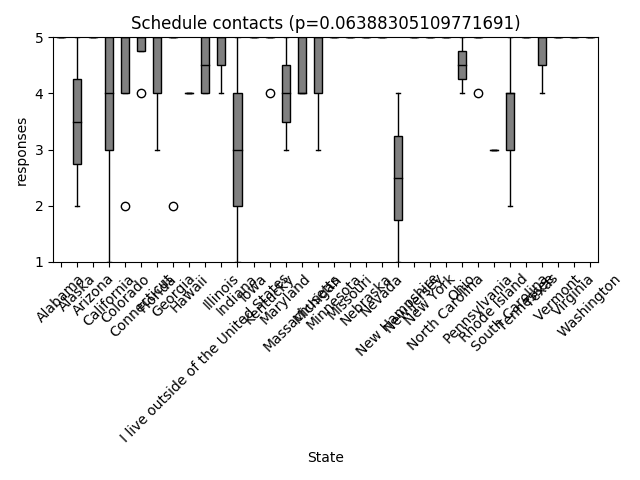 Schedule contacts (p=0.06388305109771691)
responses
5
4
3
2
1
Alabama
Alaska
Arizona
California
Colorado
Connecticut
Florida
Georgia
Hawaii
I live outside of the United States
Illinois
Indiana
Iowa
Kentucky
Maryland
Massachusetts
Michigan
Minnesota
Missouri
Nebraska
Nevada
New Hampshire
New Jersey
New York
North Carolina
Ohio
Pennsylvania
Rhode Island
South Carolina
Tennessee
Texas
Vermont
Virginia
Washington
State